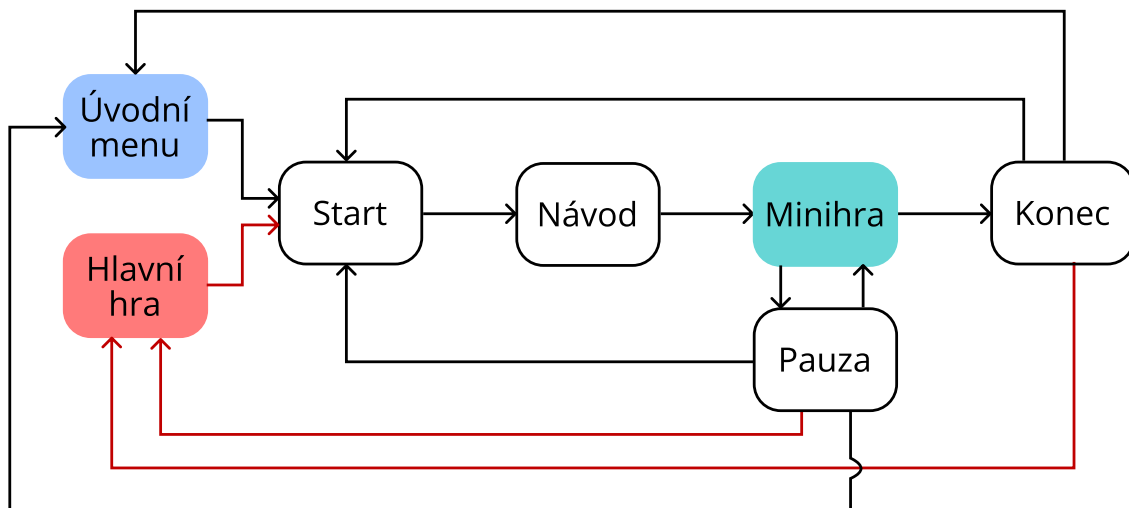 Úvodní
menu
Hlavní
hra
Start
Návod
Minihra
Konec
Pauza